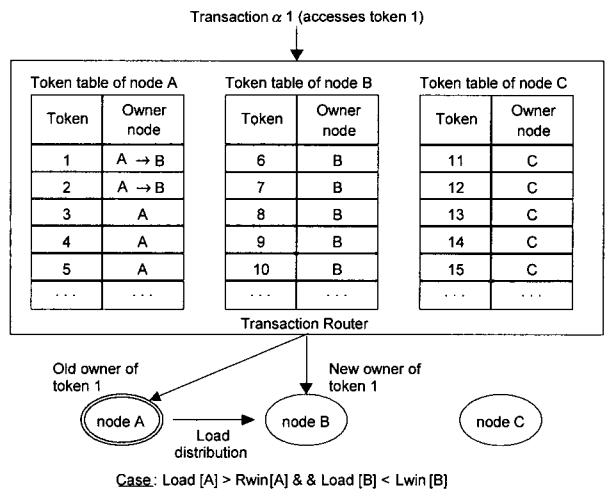 Transaction α 1 (accesses token 1)
Token table of node A
Token Owner node
1 A → B
2 A → B
3 A
4 A
5 A
. . . . . .
Token table of node B
Token Owner node
6 B
7 B
8 B
9 B
10 B
. . . . . .
Token table of node C
Token Owner node
11 C
12 C
13 C
14 C
15 C
. . . . . .
Transaction Router
Old owner of
token 1
New owner of
token 1
node A
Load
distribution
node B
node C
Case: Load [A] > Rwin[A] & & Load [B] < Lwin [B]